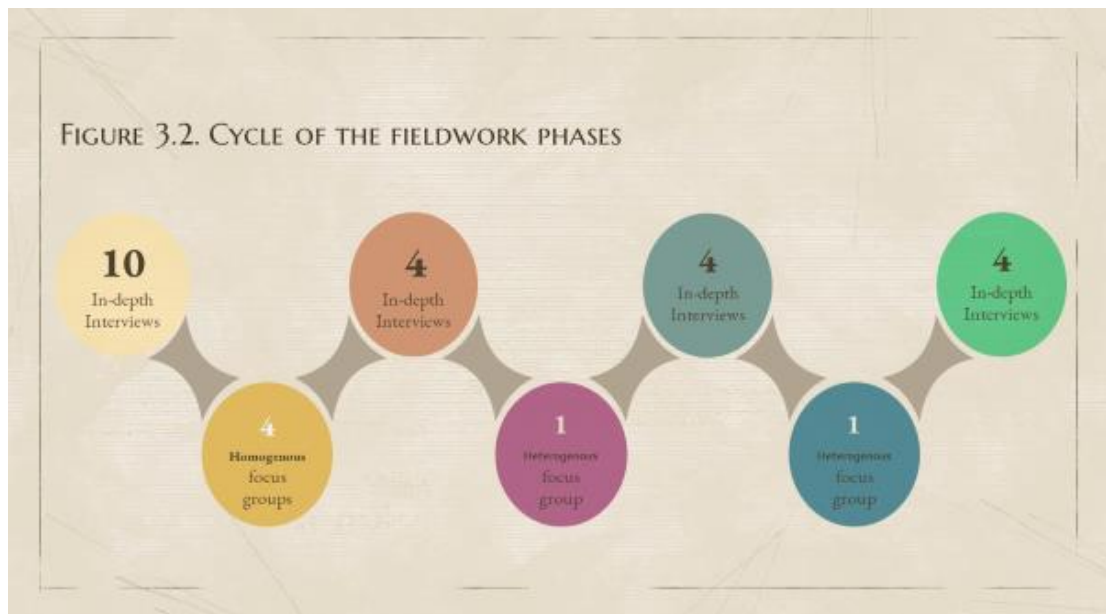 FIGURE 3.2. CYCLE OF THE FIELDWORK PHASES
10
In-depth
Interviews
4
Homogenous
focus
groups
4
In-depth
Interviews
1
Heterogenous
focus
group
4
In-depth
Interviews
1
Heterogenous
focus
group
4
In-depth
Interviews